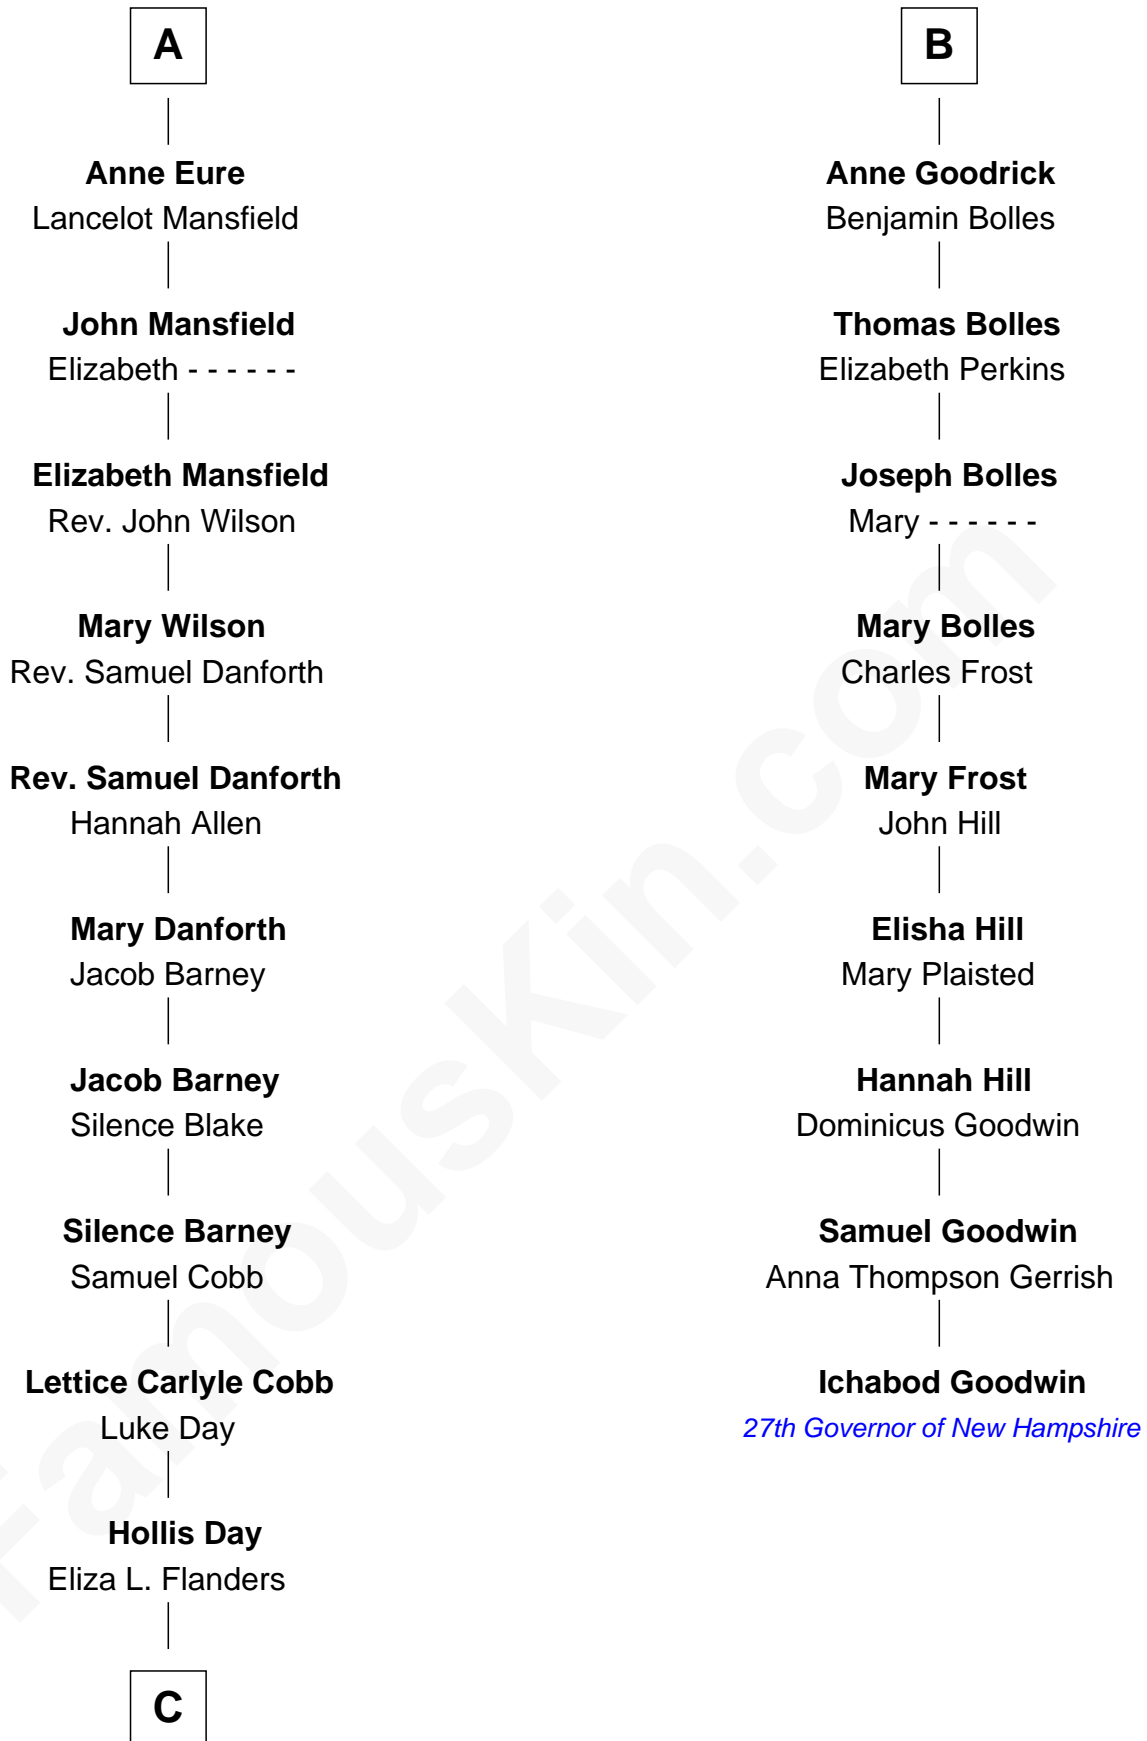 A
Anne Eure
Lancelot Mansfield
John Mansfield
Elizabeth - - - - - -
Elizabeth Mansfield
Rev. John Wilson
Mary Wilson
Rev. Samuel Danforth
Rev. Samuel Danforth
Hannah Allen
Mary Danforth
Jacob Barney
Jacob Barney
Silence Blake
Silence Barney
Samuel Cobb
Lettice Carlyle Cobb
Luke Day
Hollis Day
Eliza L. Flanders
C
B
Anne Goodrick
Benjamin Bolles
Thomas Bolles
Elizabeth Perkins
Joseph Bolles
Mary - - - - - -
Mary Bolles
Charles Frost
Mary Frost
John Hill
Elisha Hill
Mary Plaisted
Hannah Hill
Dominicus Goodwin
Samuel Goodwin
Anna Thompson Gerrish
Ichabod Goodwin
27th Governor of New Hampshire
FamousKin.com